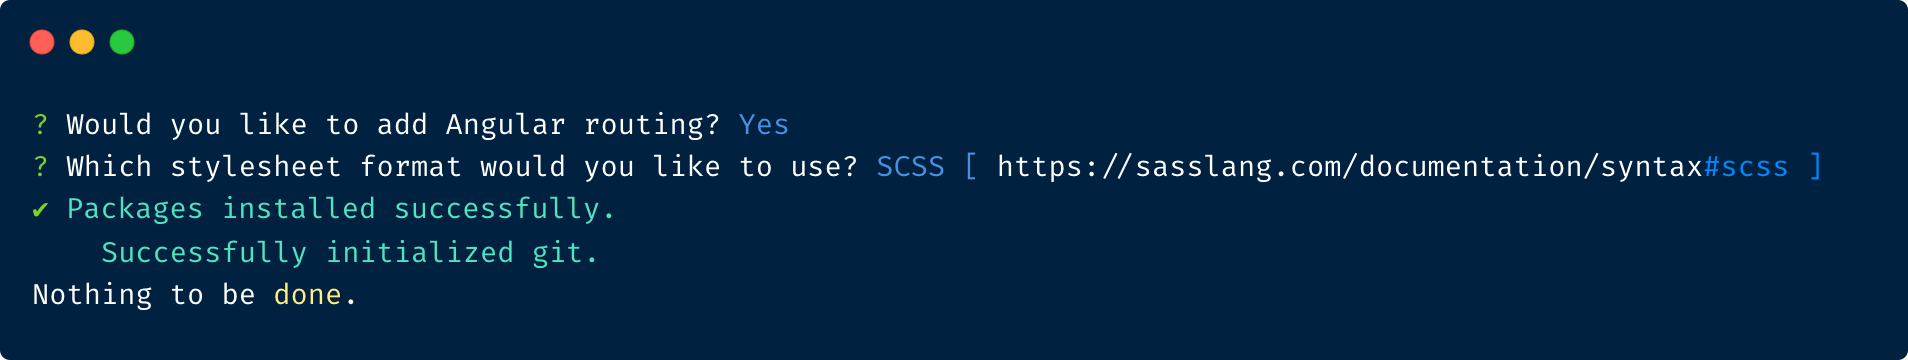 ? Would you like to add Angular routing? Yes
? Which stylesheet format would you like to use? SCSS [ https://sasslang.com/documentation/syntax#scss ]
✔ Packages installed successfully.
    Successfully initialized git.
Nothing to be done.